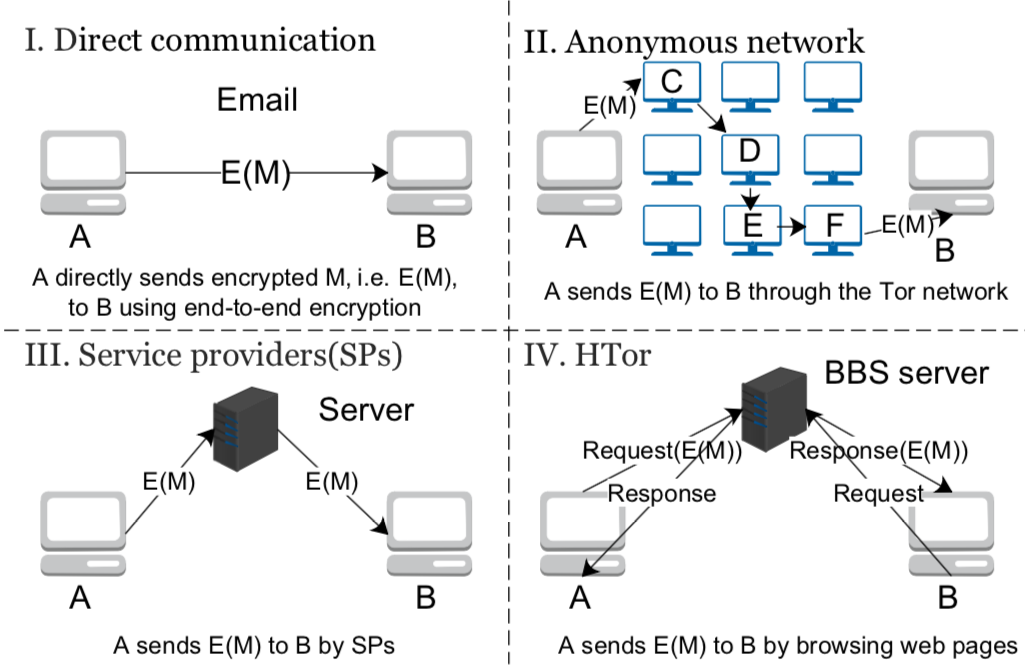 I. Direct communication
Email
E(M)
A
B
A directly sends encrypted M, i.e. E(M),
to B using end-to-end encryption
II. Anonymous network
C
E(M)
D
A
E
F
E(M)
B
A sends E(M) to B through the Tor network
III. Service providers(SPs)
Server
E(M)
E(M)
A
B
A sends E(M) to B by SPs
IV. HTor
BBS server
Request(E(M))
Response(E(M))
Response
Request
A
B
A sends E(M) to B by browsing web pages